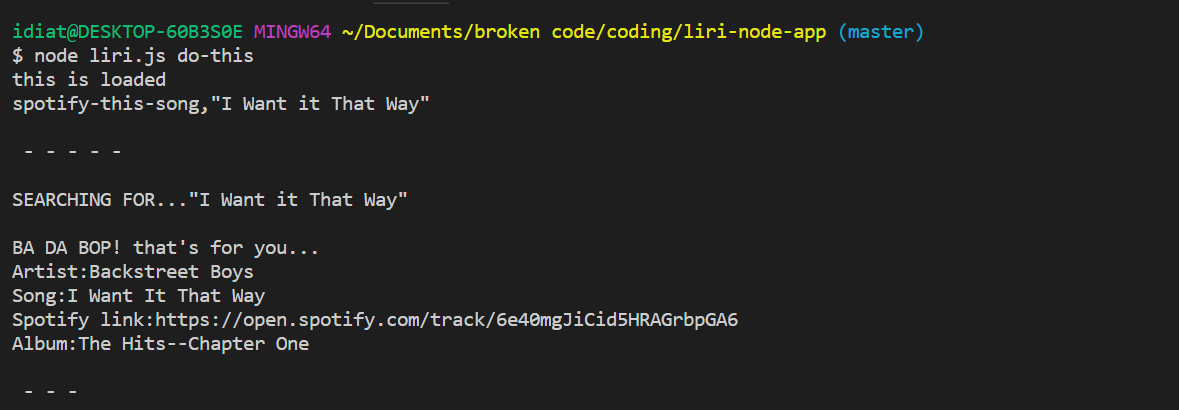 idiat@DESKTOP-60B3S0E MINGW64 ~/Documents/broken code/coding/liri-node-app (master)
$ node liri.js do-this
this is loaded
spotify-this-song,"I Want it That Way"
- - - - -
SEARCHING FOR..."I Want it That Way"
BA DA BOP! that's for you...
Artist:Backstreet Boys
Song:I Want It That Way
Spotify link:https://open.spotify.com/track/6e40mgJiCid5HRAGrbpGA6
Album:The Hits--Chapter One
- - -